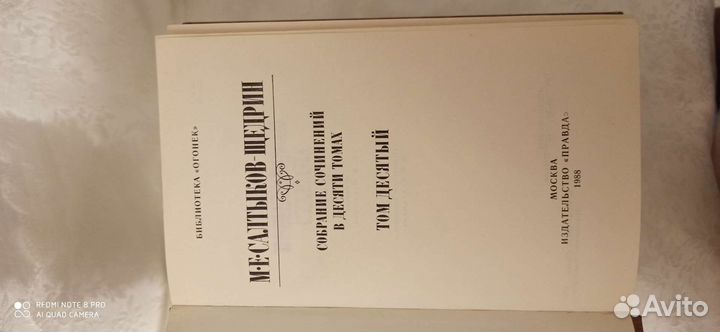 БИБЛИОТЕКА «ОГОНЕК»
М·Е·САЛТЫКОВ-ЩЕДРИН
СОБРАНИЕ СОЧИНЕНИЙ
В ДЕСЯТИ ТОМАХ
ТОМ ДЕСЯТЫЙ
МОСКВА
ИЗДАТЕЛЬСТВО «ПРАВДА»
1988
REDMI NOTE 8 PRO
AI QUAD CAMERA
Avito